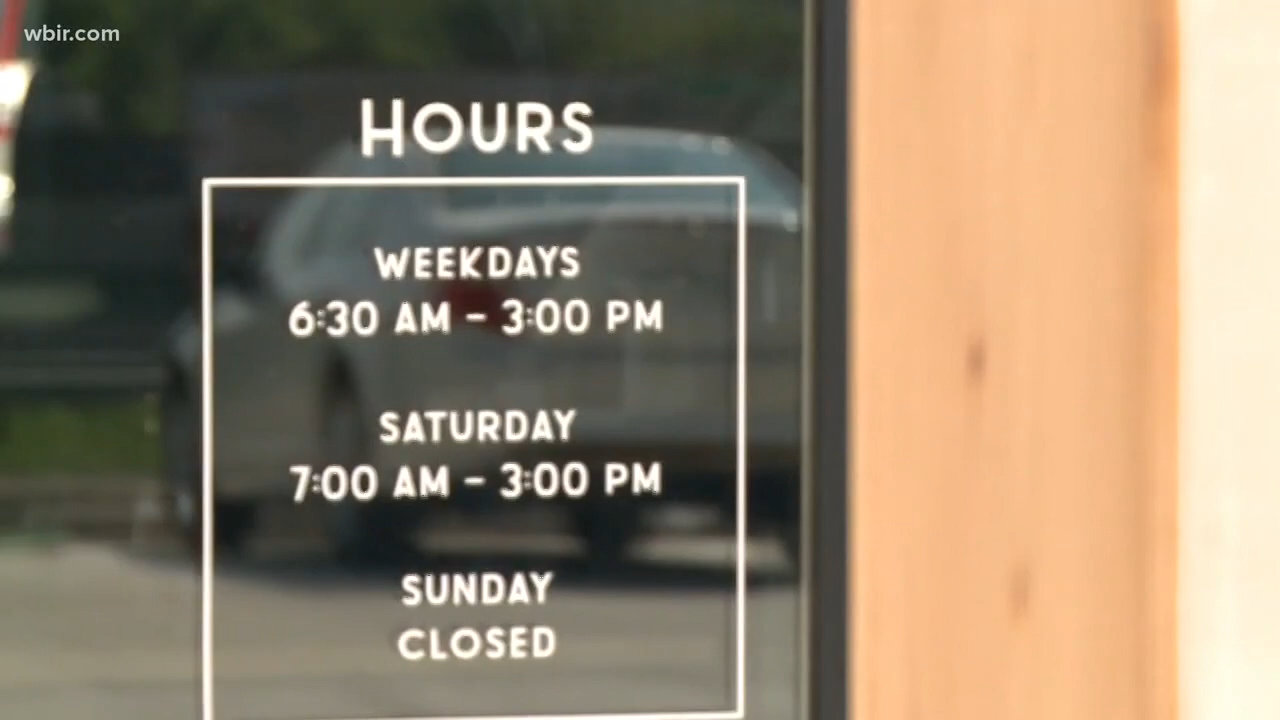 wbir.com
HOURS
WEEKDAYS
6:30 AM - 3:00 PM
SATURDAY
7:00 AM - 3:00 PM
SUNDAY
CLOSED